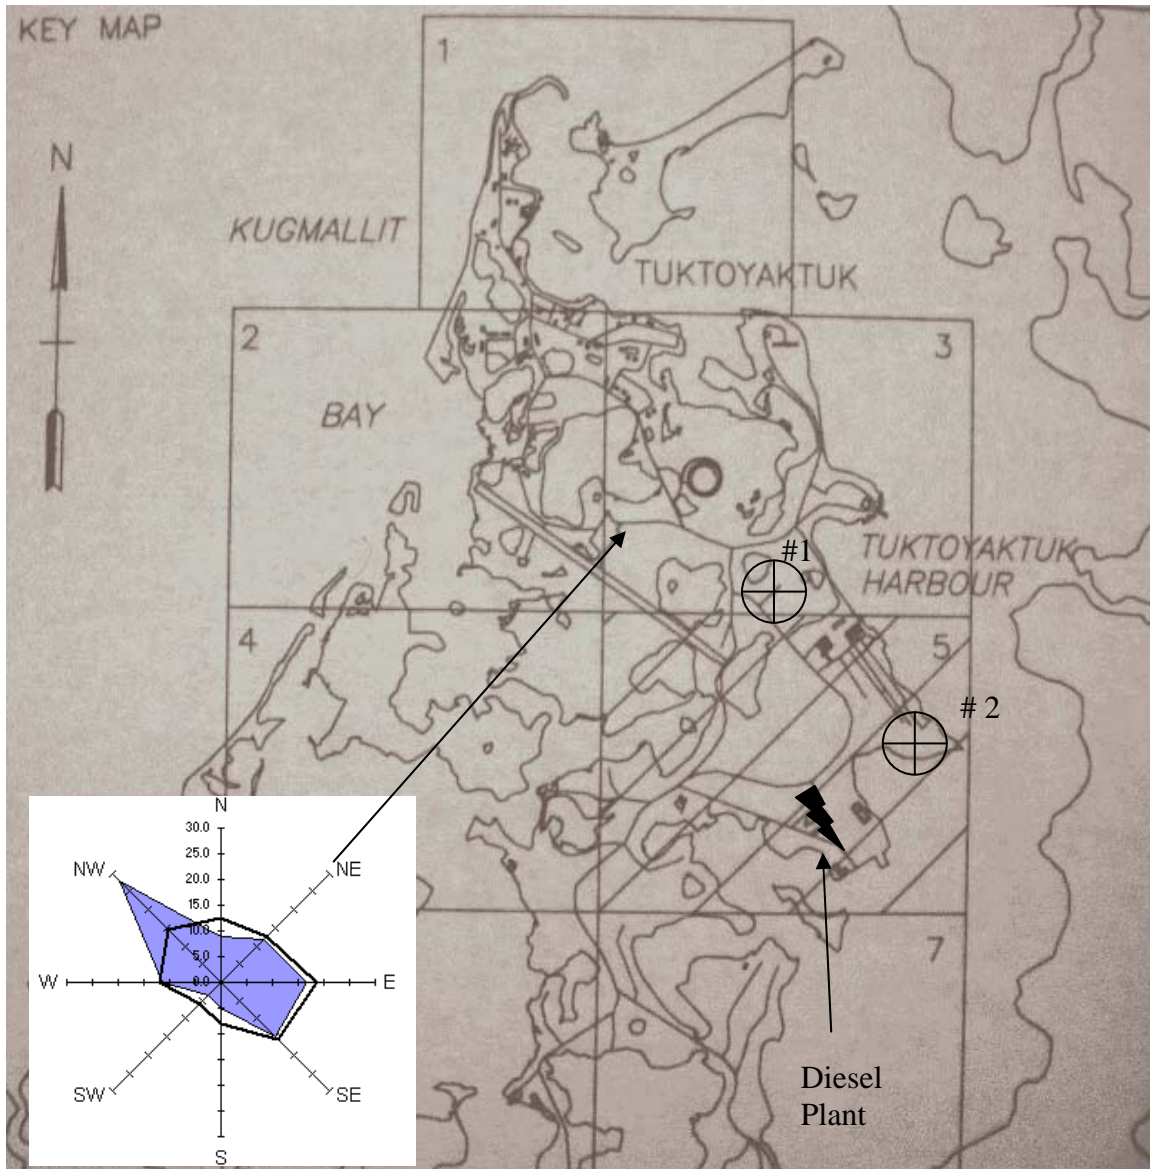 KEY MAP
1
N
KUGMALLIT
TUKTOYAKTUK
2
3
BAY
#1
TUKTOYAKTUK
HARBOUR
4
5
# 2
N
30.0
25.0
20.0
15.0
10.0
5.0
0.0
NW
NE
W
E
SW
SE
S
7
Diesel
Plant